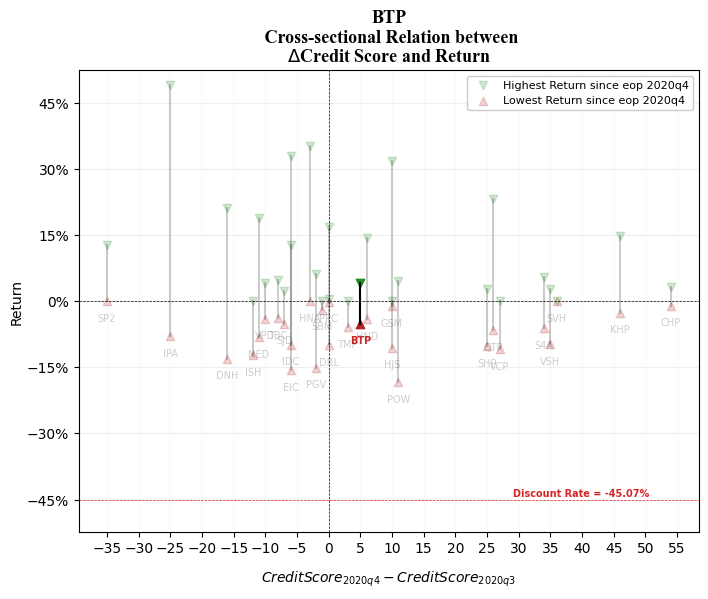 BTP
Cross-sectional Relation between
ΔCredit Score and Return
Highest Return since eop 2020q4
Lowest Return since eop 2020q4
45%
30%
15%
0%
−15%
−30%
−45%
Return
SP2
IPA
DNH
ISH
EIC
IDC
PGV
HNA
SBM
BTP
GSM
HJS
POW
SHP
VCP
S4A
VSH
SVH
KHP
CHP
Discount Rate = -45.07%
−35 −30 −25 −20 −15 −10 −5 0 5 10 15 20 25 30 35 40 45 50 55
CreditScore2020q4 − CreditScore2020q3